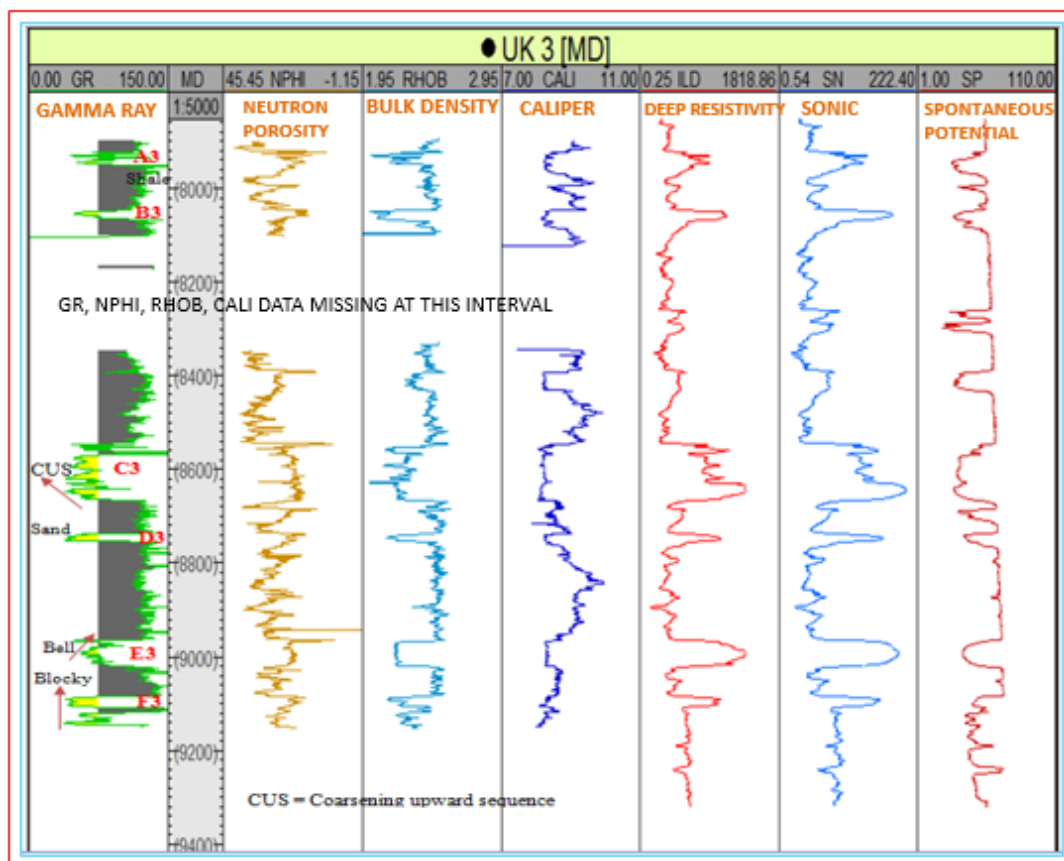 UK 3 [MD]
0.00 GR 150.00 MD 45.45 NPHI -1.15 1.95 RHOB 2.95 7.00 CALI 11.00 0.25 ILD 1818.86 0.54 SN 222.40 1.00 SP 110.00
GAMMA RAY 1:5000 NEUTRON POROSITY BULK DENSITY CALIPER DEEP RESISTIVITY SONIC SPONTANEOUS POTENTIAL
A3
Shale
(8000)
B3
(8200)
GR, NPHI, RHOB, CALI DATA MISSING AT THIS INTERVAL
(8400)
CUS
C3
(8600)
Sand
D3
(8800)
Bell
E3
(9000)
Blocky
F3
(9200)
CUS = Coarsening upward sequence
(9400)